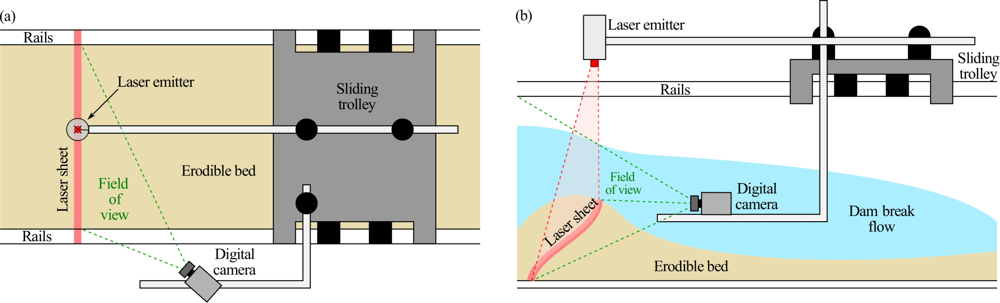 (a)
Rails
Laser emitter
Sliding
trolley
Laser sheet
Field
of
view
Erodible bed
Rails
Digital
camera
(b)
Laser emitter
Sliding
trolley
Rails
Field
of view
Digital
camera
Laser sheet
Dam break
flow
Erodible bed